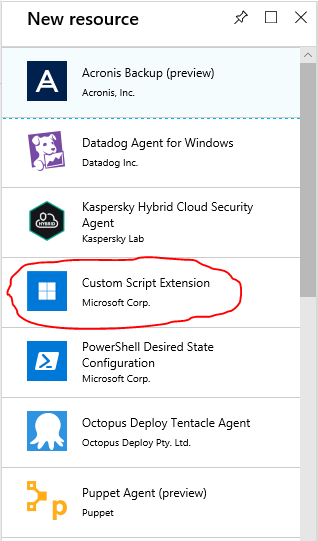 New resource
Acronis Backup (preview)
Acronis, Inc.
Datadog Agent for Windows
Datadog Inc.
Kaspersky Hybrid Cloud Security
Agent
Kaspersky Lab
HYBRID
Custom Script Extension
Microsoft Corp.
PowerShell Desired State
Configuration
Microsoft Corp.
Octopus Deploy Tentacle Agent
Octopus Deploy Pty. Ltd.
Puppet Agent (preview)
Puppet